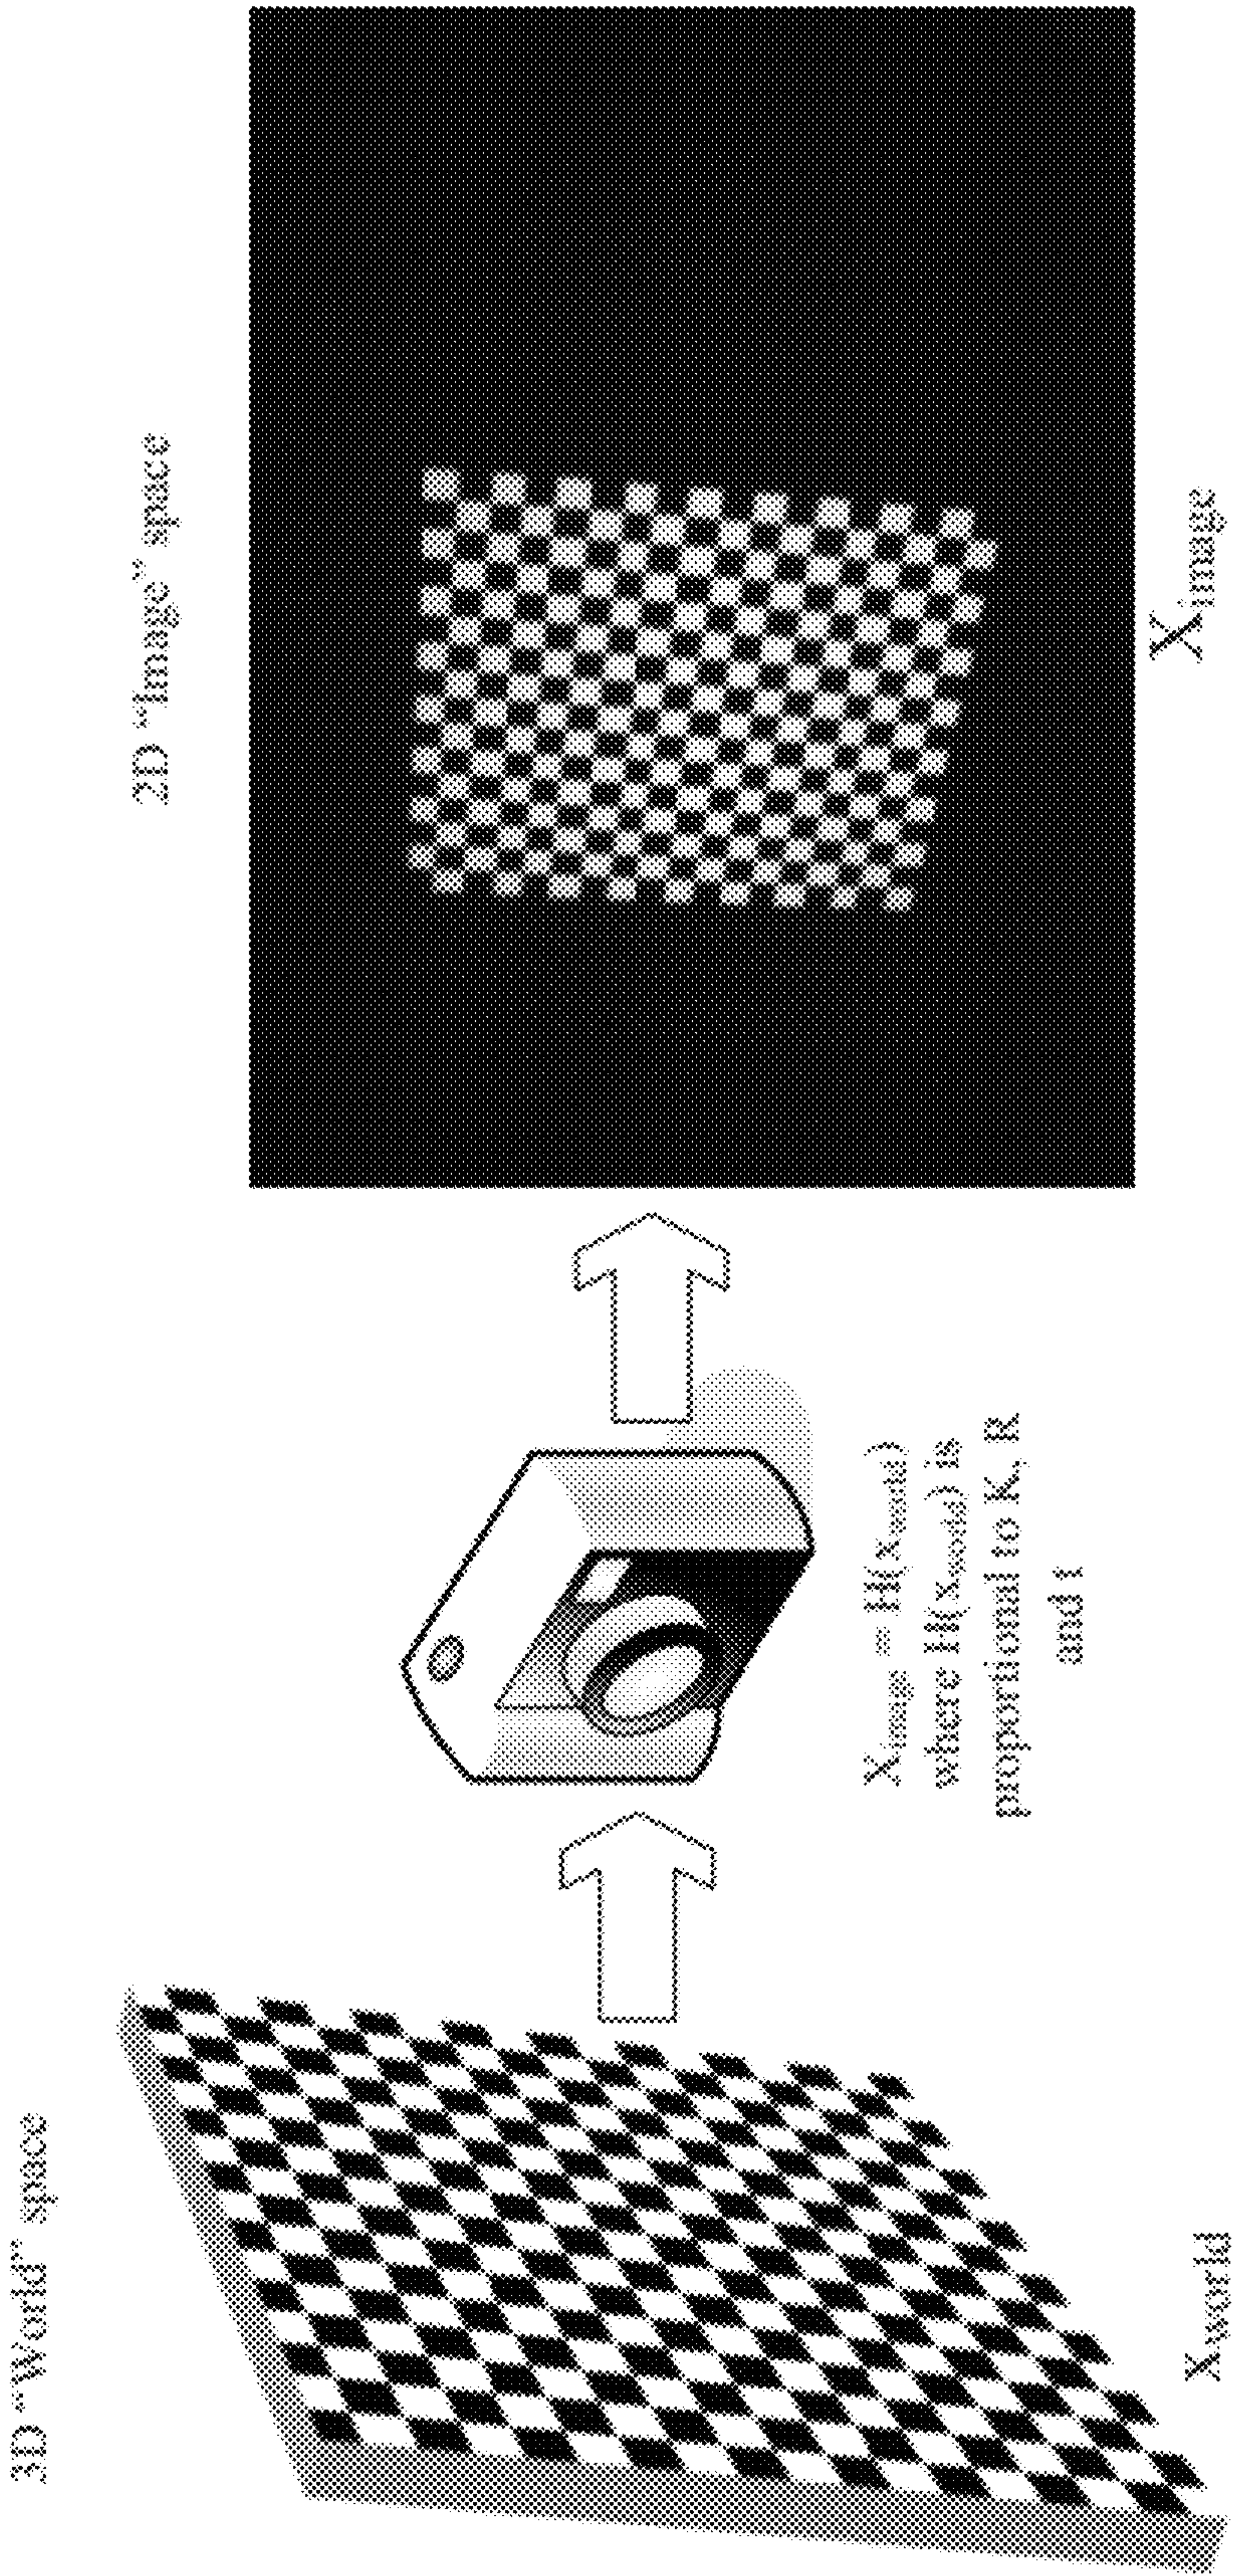 3D “World” space
Xworld
Ximage = H(xworld)
where H(xworld) is
proportional to K, R
and t
2D “Image” space
Ximage